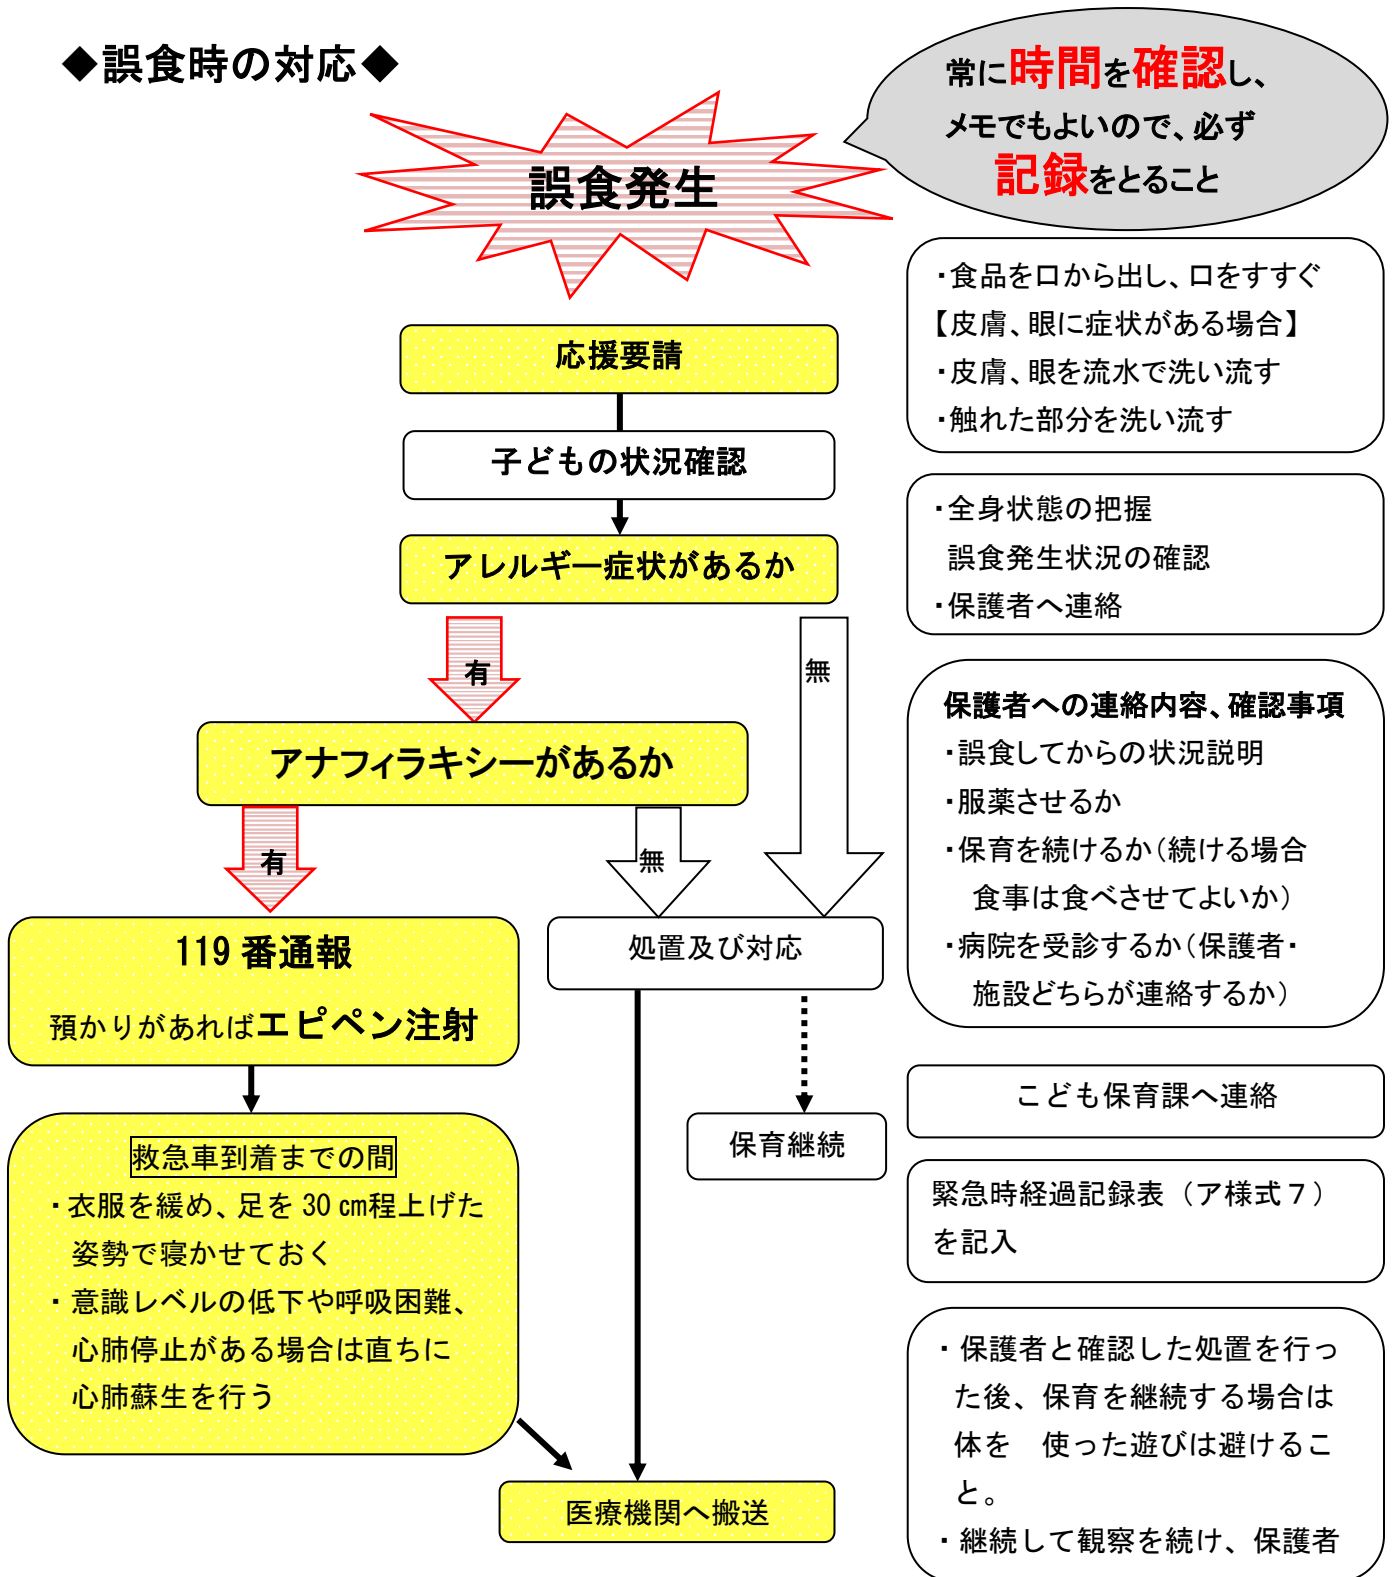 ◆誤食時の対応◆
常に時間を確認し、
メモでもよいので、必ず
記録をとること
誤食発生
応援要請
子どもの状況確認
アレルギー症状があるか
有
無
アナフィラキシーがあるか
有
無
119番通報
預かりがあればエピペン注射
処置及び対応
救急車到着までの間
・衣服を緩め、足を30㎝程上げた
姿勢で寝かせておく
・意識レベルの低下や呼吸困難、
心肺停止がある場合は直ちに
心肺蘇生を行う
保育継続
医療機関へ搬送
・食品を口から出し、口をすすぐ
【皮膚、眼に症状がある場合】
・皮膚、眼を流水で洗い流す
・触れた部分を洗い流す
・全身状態の把握
誤食発生状況の確認
・保護者へ連絡
保護者への連絡内容、確認事項
・誤食してからの状況説明
・服薬させるか
・保育を続けるか（続ける場合
食事は食べさせてよいか）
・病院を受診するか（保護者・
施設どちらが連絡するか）
こども保育課へ連絡
緊急時経過記録表（ア様式７）
を記入
・保護者と確認した処置を行っ
た後、保育を継続する場合は
体を　使った遊びは避けるこ
と。
・継続して観察を続け、保護者